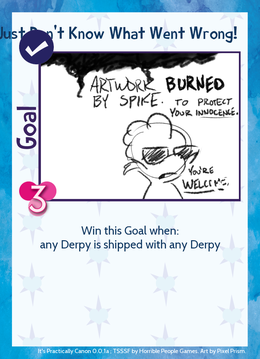 Just Don't Know What Went Wrong!
ARTWORK BURNED
BY SPIKE. TO PROTECT
YOUR INNOCENCE.
YOU'RE
WELCOME.
Goal
3
Win this Goal when:
any Derpy is shipped with any Derpy
It's Practically Canon 0.0.1a; TSSSF by Horrible People Games. Art by Pixel Prism.